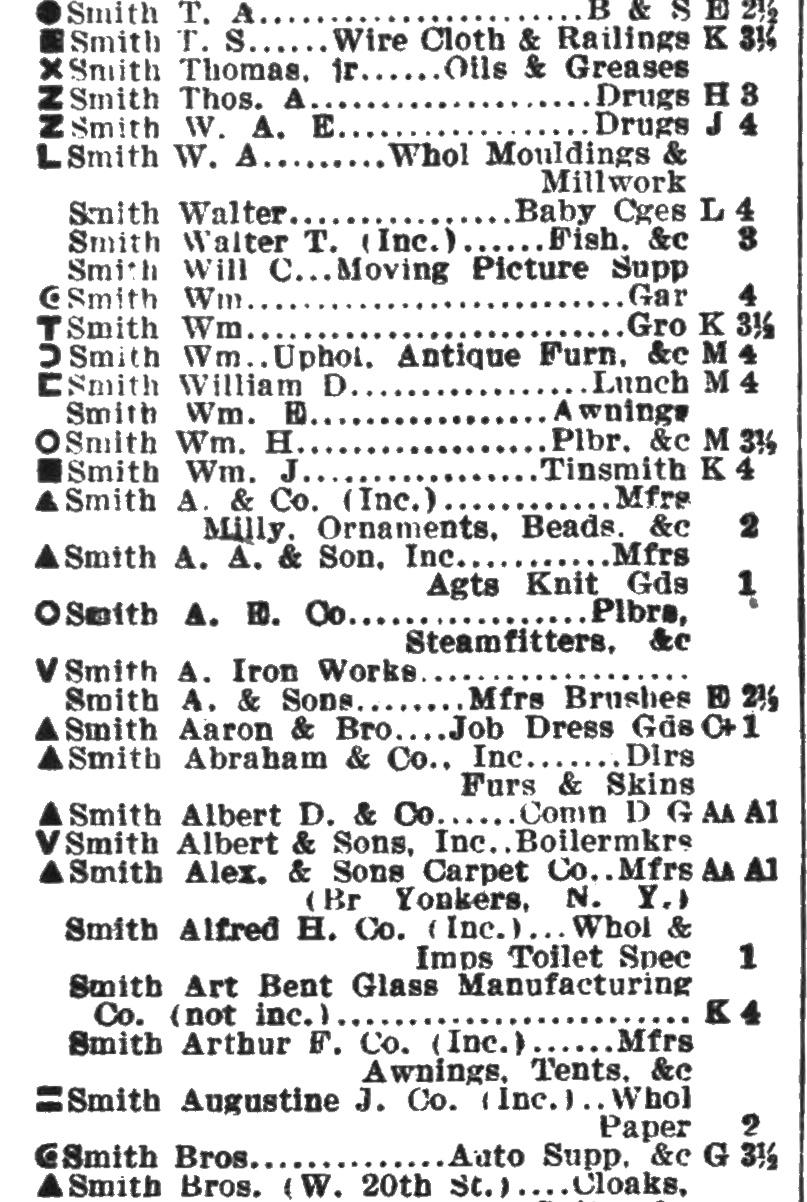 ●Smith T. A........................B & S E 2½
■Smith T. S......Wire Cloth & Railings K 3½
×Smith Thomas, jr......Oils & Greases
ZSmith Thos. A....................Drugs H 3
ZSmith W. A. E..................Drugs J 4
LSmith W. A.........Whol Mouldings &
Millwork
Smith Walter................Baby Cges L 4
Smith Walter T. (Inc.)......Fish, &c 3
Smith Will C...Moving Picture Supp
Smith Wm...........................Gar 4
TSmith Wm...........................Gro K 3½
Smith Wm..Uphol, Antique Furn, &c M 4
Smith William D.................Lunch M 4
Smith Wm. E.................Awnings
OSmith Wm. H..................Plbr, &c M 3½
■Smith Wm. J.................Tinsmith K 4
▲Smith A. & Co. (Inc.)............Mfrs
Milly, Ornaments, Beads, &c 2
▲Smith A. A. & Son, Inc...........Mfrs
Agts Knit Gds 1
OSmith A. E. Co.................Plbrs,
Steamfitters, &c
VSmith A. Iron Works...................
Smith A. & Sons........Mfrs Brushes E 2½
▲Smith Aaron & Bro....Job Dress Gds C+ 1
▲Smith Abraham & Co., Inc.......Dlrs
Furs & Skins
▲Smith Albert D. & Co......Comn D G AA A1
VSmith Albert & Sons, Inc..Boilermkrs
▲Smith Alex. & Sons Carpet Co..Mfrs AA A1
(Br Yonkers, N. Y.)
Smith Alfred H. Co. (Inc.)...Whol &
Imps Toilet Spec 1
Smith Art Bent Glass Manufacturing
Co. (not inc.)......................... K 4
Smith Arthur F. Co. (Inc.)......Mfrs
Awnings, Tents, &c
=Smith Augustine J. Co. (Inc.)..Whol
Paper 2
Smith Bros..............Auto Supp, &c G 3½
▲Smith Bros. (W. 20th St.)....Cloaks,